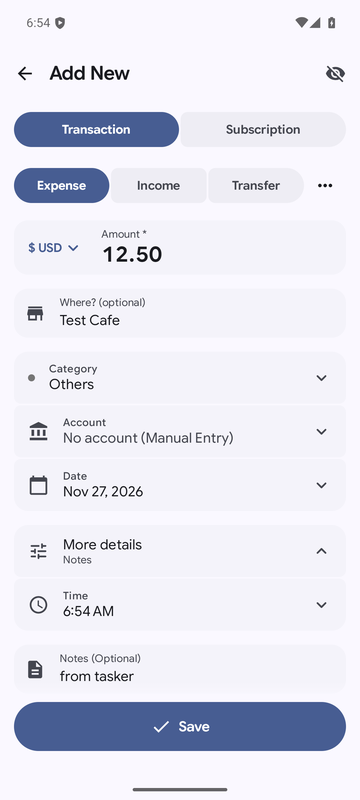 6:54
Add New
Transaction
Subscription
Expense
Income
Transfer
$ USD
Amount *
12.50
Where? (optional)
Test Cafe
Category
Others
Account
No account (Manual Entry)
Date
Nov 27, 2026
More details
Notes
Time
6:54 AM
Notes (Optional)
from tasker
Save